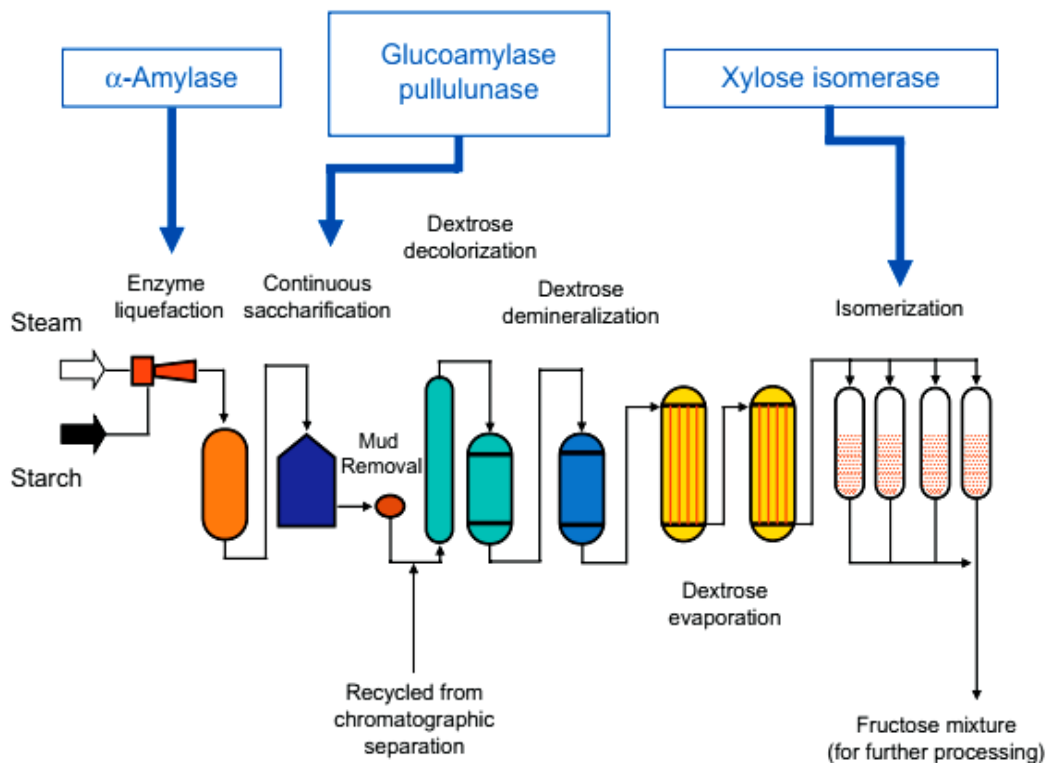 α-Amylase
Glucoamylase
pullulunase
Xylose isomerase
Dextrose
decolorization
Enzyme
liquefaction
Continuous
saccharification
Dextrose
demineralization
Isomerization
Steam
Starch
Mud
Removal
Dextrose
evaporation
Recycled from
chromatographic
separation
Fructose mixture
(for further processing)